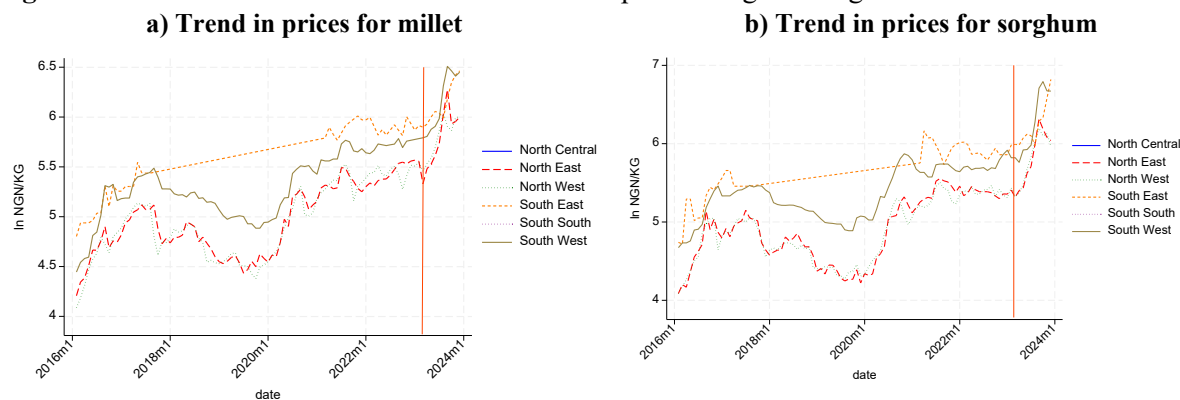 a) Trend in prices for millet
6.5
6
5.5
5
4.5
4
ln NGN/KG
2016m1
2018m1
2020m1
2022m1
2024m1
date
North Central
North East
North West
South East
South South
South West
b) Trend in prices for sorghum
7
6
5
4
ln NGN/KG
2016m1
2018m1
2020m1
2022m1
2024m1
date
North Central
North East
North West
South East
South South
South West